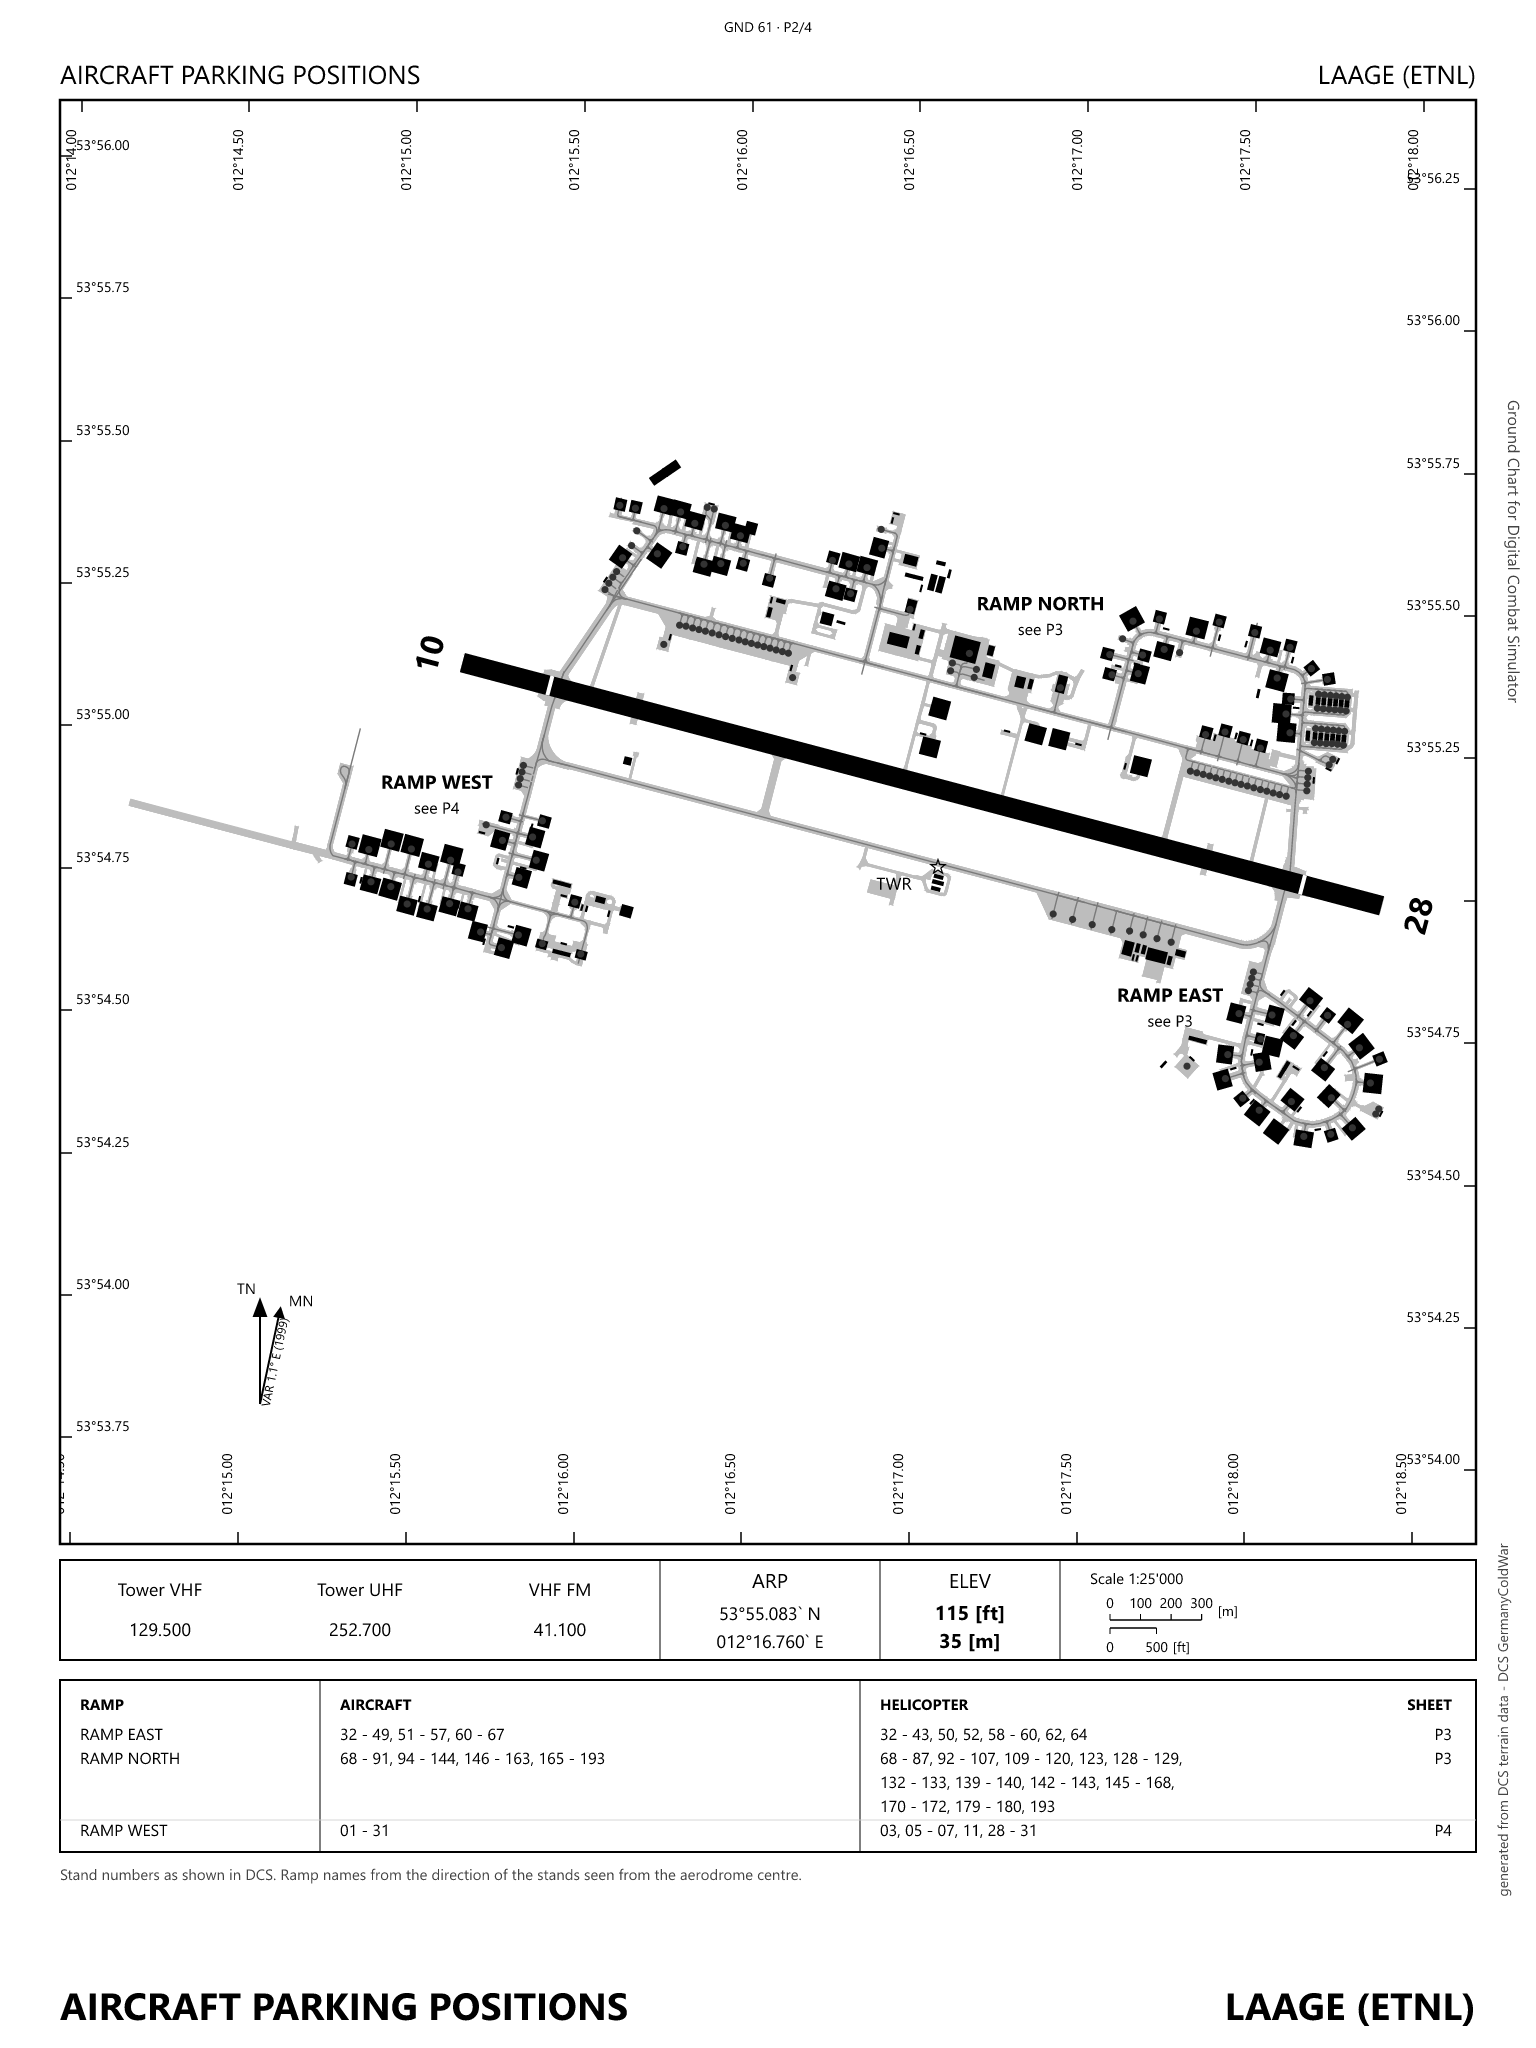 GND 61 · P2/4
AIRCRAFT PARKING POSITIONS
LAAGE (ETNL)
012°14.00
012°14.50
012°15.00
012°15.50
012°16.00
012°16.50
012°17.00
012°17.50
012°18.00
53°56.00
53°55.75
53°55.50
53°55.25
53°55.00
53°54.75
53°54.50
53°54.25
53°54.00
53°53.75
53°56.25
53°56.00
53°55.75
53°55.50
53°55.25
53°54.75
53°54.50
53°54.25
53°54.00
10
28
RAMP NORTH
see P3
RAMP WEST
see P4
TWR
RAMP EAST
see P3
TN
MN
VAR 1.1° E (1999)
012°15.00
012°15.50
012°16.00
012°16.50
012°17.00
012°17.50
012°18.00
012°18.50
Ground Chart for Digital Combat Simulator
generated from DCS terrain data - DCS GermanyColdWar
Tower VHF
129.500
Tower UHF
252.700
VHF FM
41.100
ARP
53°55.083` N
012°16.760` E
ELEV
115 [ft]
35 [m]
Scale 1:25'000
0 100 200 300 [m]
0 500 [ft]
RAMP AIRCRAFT HELICOPTER SHEET
RAMP EAST 32 - 49, 51 - 57, 60 - 67 32 - 43, 50, 52, 58 - 60, 62, 64 P3
RAMP NORTH 68 - 91, 94 - 144, 146 - 163, 165 - 193 68 - 87, 92 - 107, 109 - 120, 123, 128 - 129, P3
132 - 133, 139 - 140, 142 - 143, 145 - 168,
170 - 172, 179 - 180, 193
RAMP WEST 01 - 31 03, 05 - 07, 11, 28 - 31 P4
Stand numbers as shown in DCS. Ramp names from the direction of the stands seen from the aerodrome centre.
AIRCRAFT PARKING POSITIONS
LAAGE (ETNL)